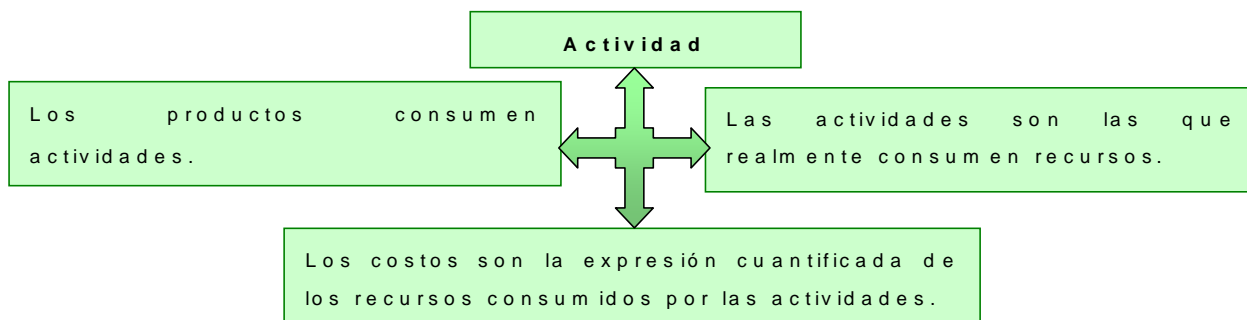 Actividad
Los productos consumen
actividades.
Las actividades son las que
realmente consumen recursos.
Los costos son la expresión cuantificada de
los recursos consumidos por las actividades.